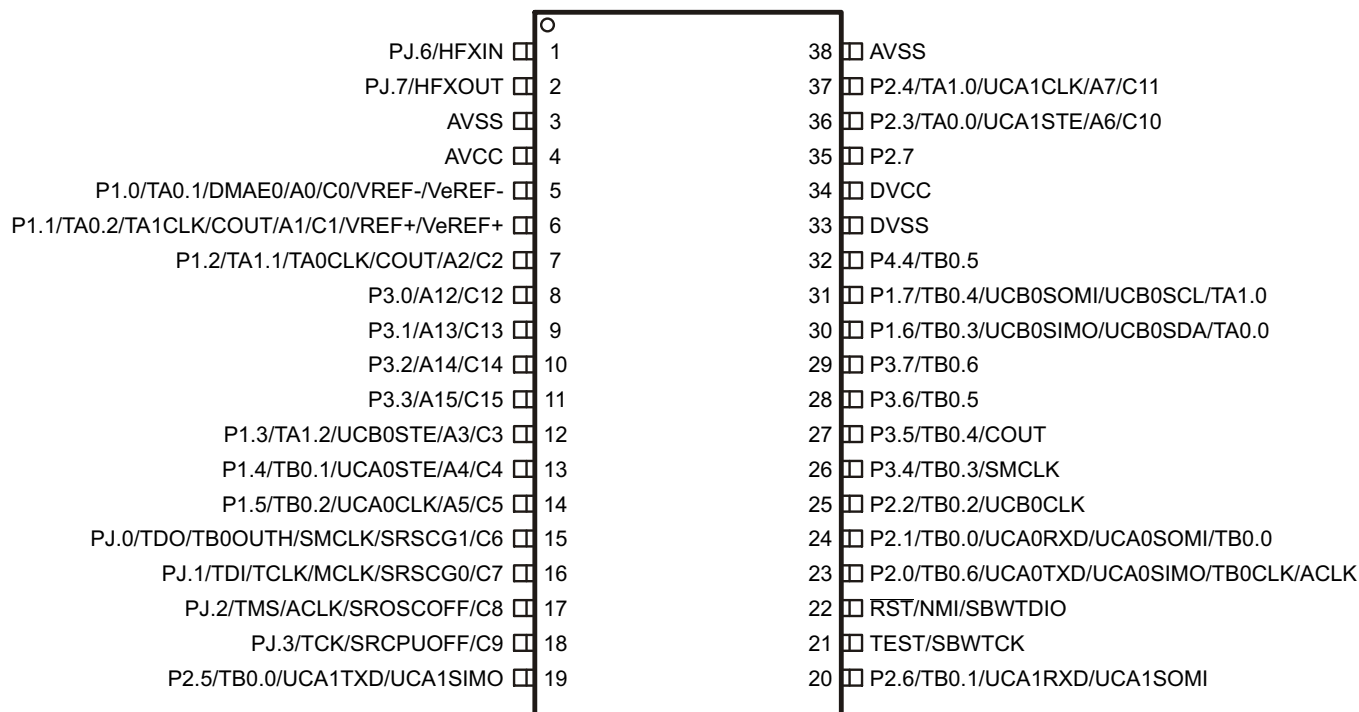 PJ.6/HFXIN 1 38 AVSS
PJ.7/HFXOUT 2 37 P2.4/TA1.0/UCA1CLK/A7/C11
AVSS 3 36 P2.3/TA0.0/UCA1STE/A6/C10
AVCC 4 35 P2.7
P1.0/TA0.1/DMAE0/A0/C0/VREF-/VeREF- 5 34 DVCC
P1.1/TA0.2/TA1CLK/COUT/A1/C1/VREF+/VeREF+ 6 33 DVSS
P1.2/TA1.1/TA0CLK/COUT/A2/C2 7 32 P4.4/TB0.5
P3.0/A12/C12 8 31 P1.7/TB0.4/UCB0SOMI/UCB0SCL/TA1.0
P3.1/A13/C13 9 30 P1.6/TB0.3/UCB0SIMO/UCB0SDA/TA0.0
P3.2/A14/C14 10 29 P3.7/TB0.6
P3.3/A15/C15 11 28 P3.6/TB0.5
P1.3/TA1.2/UCB0STE/A3/C3 12 27 P3.5/TB0.4/COUT
P1.4/TB0.1/UCA0STE/A4/C4 13 26 P3.4/TB0.3/SMCLK
P1.5/TB0.2/UCA0CLK/A5/C5 14 25 P2.2/TB0.2/UCB0CLK
PJ.0/TDO/TB0OUTH/SMCLK/SRSCG1/C6 15 24 P2.1/TB0.0/UCA0RXD/UCA0SOMI/TB0.0
PJ.1/TDI/TCLK/MCLK/SRSCG0/C7 16 23 P2.0/TB0.6/UCA0TXD/UCA0SIMO/TB0CLK/ACLK
PJ.2/TMS/ACLK/SROSCOFF/C8 17 22 RST/NMI/SBWTDIO
PJ.3/TCK/SRCPUOFF/C9 18 21 TEST/SBWTCK
P2.5/TB0.0/UCA1TXD/UCA1SIMO 19 20 P2.6/TB0.1/UCA1RXD/UCA1SOMI